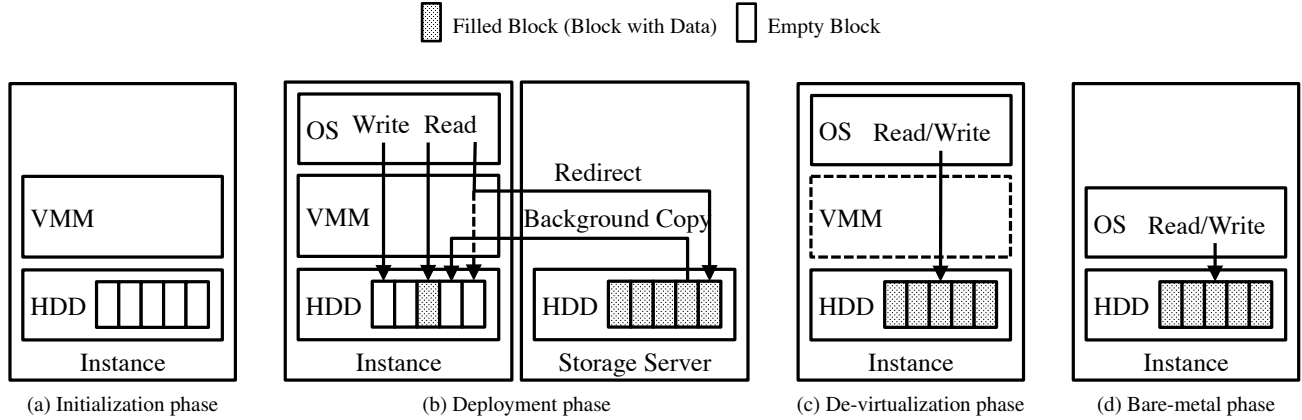 Filled Block (Block with Data) Empty Block
VMM
HDD
Instance
(a) Initialization phase
OS Write Read
Redirect
VMM
Background Copy
HDD
HDD
Instance
Storage Server
(b) Deployment phase
OS Read/Write
VMM
HDD
Instance
(c) De-virtualization phase
OS Read/Write
HDD
Instance
(d) Bare-metal phase